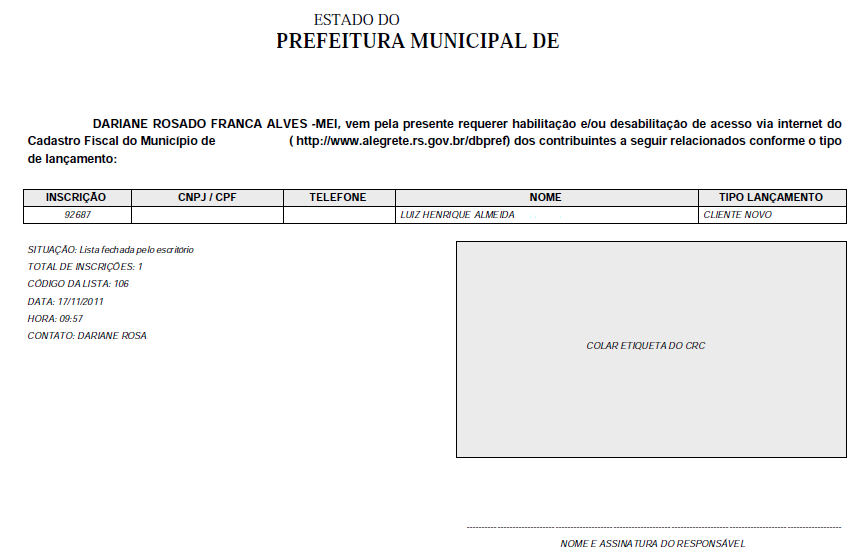 ESTADO DO
PREFEITURA MUNICIPAL DE
DARIANE ROSADO FRANCA ALVES -MEI, vem pela presente requerer habilitação e/ou desabilitação de acesso via internet do
Cadastro Fiscal do Município de ( http://www.alegrete.rs.gov.br/dbpref) dos contribuintes a seguir relacionados conforme o tipo
de lançamento:
INSCRIÇÃO CNPJ / CPF TELEFONE NOME TIPO LANÇAMENTO
92687 LUIZ HENRIQUE ALMEIDA CLIENTE NOVO
SITUAÇÃO: Lista fechada pelo escritório
TOTAL DE INSCRIÇÕES: 1
CÓDIGO DA LISTA: 106
DATA: 17/11/2011
HORA: 09:57
CONTATO: DARIANE ROSA
COLAR ETIQUETA DO CRC
NOME E ASSINATURA DO RESPONSÁVEL